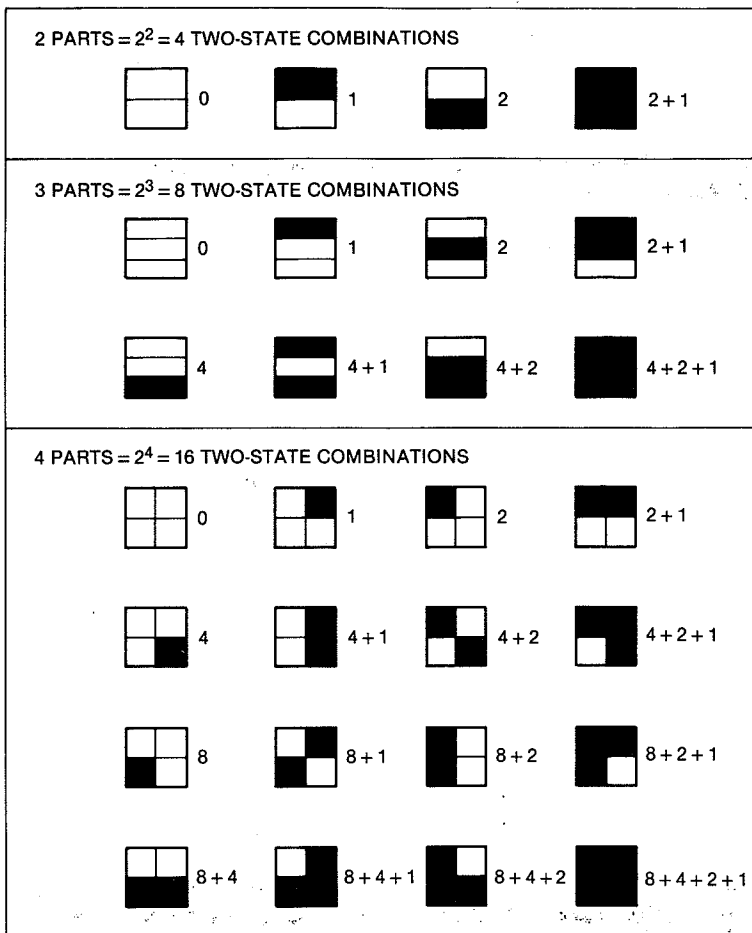 2 PARTS = 2² = 4 TWO-STATE COMBINATIONS
0 1 2 2 + 1
3 PARTS = 2³ = 8 TWO-STATE COMBINATIONS
0 1 2 2 + 1
4 4 + 1 4 + 2 4 + 2 + 1
4 PARTS = 2⁴ = 16 TWO-STATE COMBINATIONS
0 1 2 2 + 1
4 4 + 1 4 + 2 4 + 2 + 1
8 8 + 1 8 + 2 8 + 2 + 1
8 + 4 8 + 4 + 1 8 + 4 + 2 8 + 4 + 2 + 1